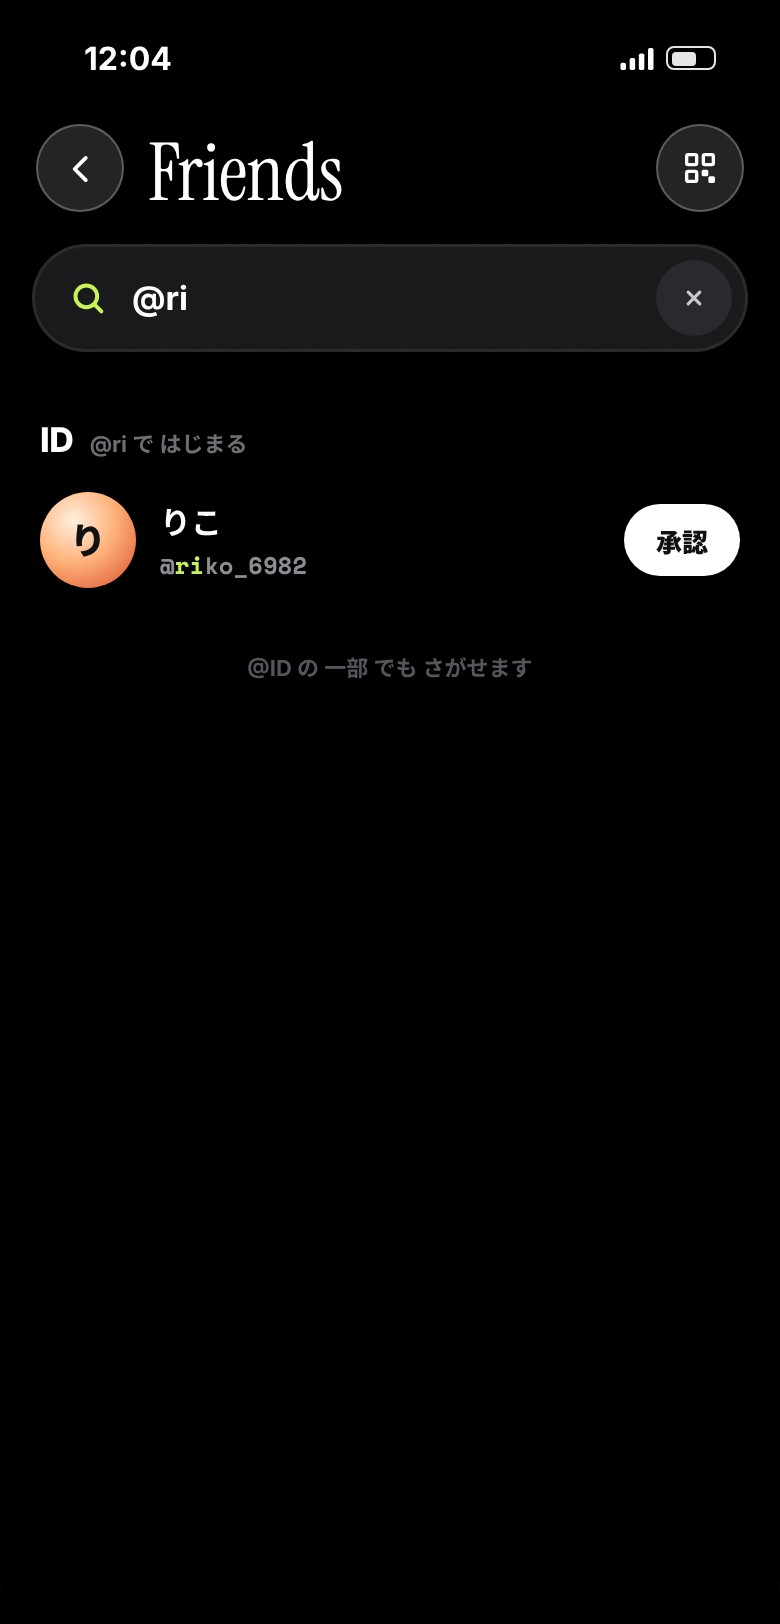 12:04
Friends
@ri
ID @ri で はじまる
り
りこ
@riko_6982
承認
@ID の 一部 でも さがせます